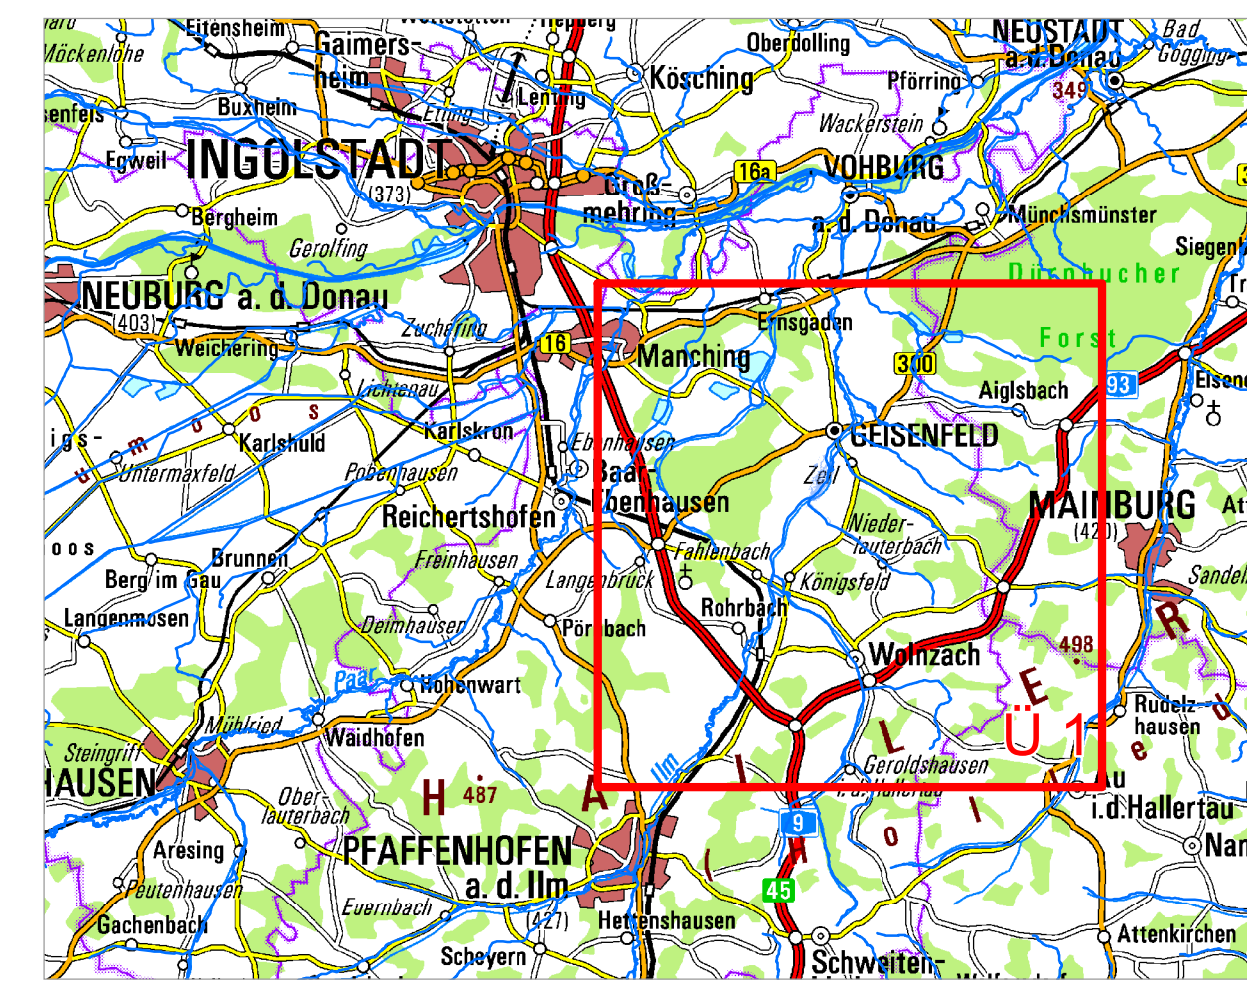 Eitensheim
Hepberg
NEUSTADT
a.d.Donau
Bad
Gögging
Gaimers-
heim
Oberdolling
Möckenlohe
Kösching
Pförring
349
Buxheim
Lenting
Etting
Wackerstein
Egweil
INGOLSTADT
(373)
16a
VOHBURG
a. d. Donau
Groß-
mehring
Bergheim
Münchsmünster
Gerolfing
Dürnbucher
Forst
NEUBURG a. d. Donau
(403)
Zuchering
Weichering
16
Ernsgaden
Manching
300
93
Aiglsbach
Lichtenau
Karlskron
Karlshuld
Ebenhausen
GEISENFELD
Untermaxfeld
Pobenhausen
Baar-
Ebenhausen
Zell
MAINBURG
(420)
Reichertshofen
Nieder-
lauterbach
Brunnen
Freinhausen
Fahlenbach
Berg im Gau
Langenbruck
Königsfeld
Langenmosen
Deimhausen
Pörnbach
Rohrbach
Wolnzach
498
Paar
Hohenwart
Rudelz-
hausen
Mühlried
Waidhofen
Steingriff
Ü 1
HAUSEN
Ilm
Geroldshausen
i. d. Hallertau
H A L L E R
487
Au
i.d.Hallertau
Ober-
lauterbach
9
Aresing
PFAFFENHOFEN
a. d. Ilm
(427)
45
Peutenhausen
Euernbach
Gachenbach
Hettenshausen
Attenkirchen
Scheyern
Schweiten-